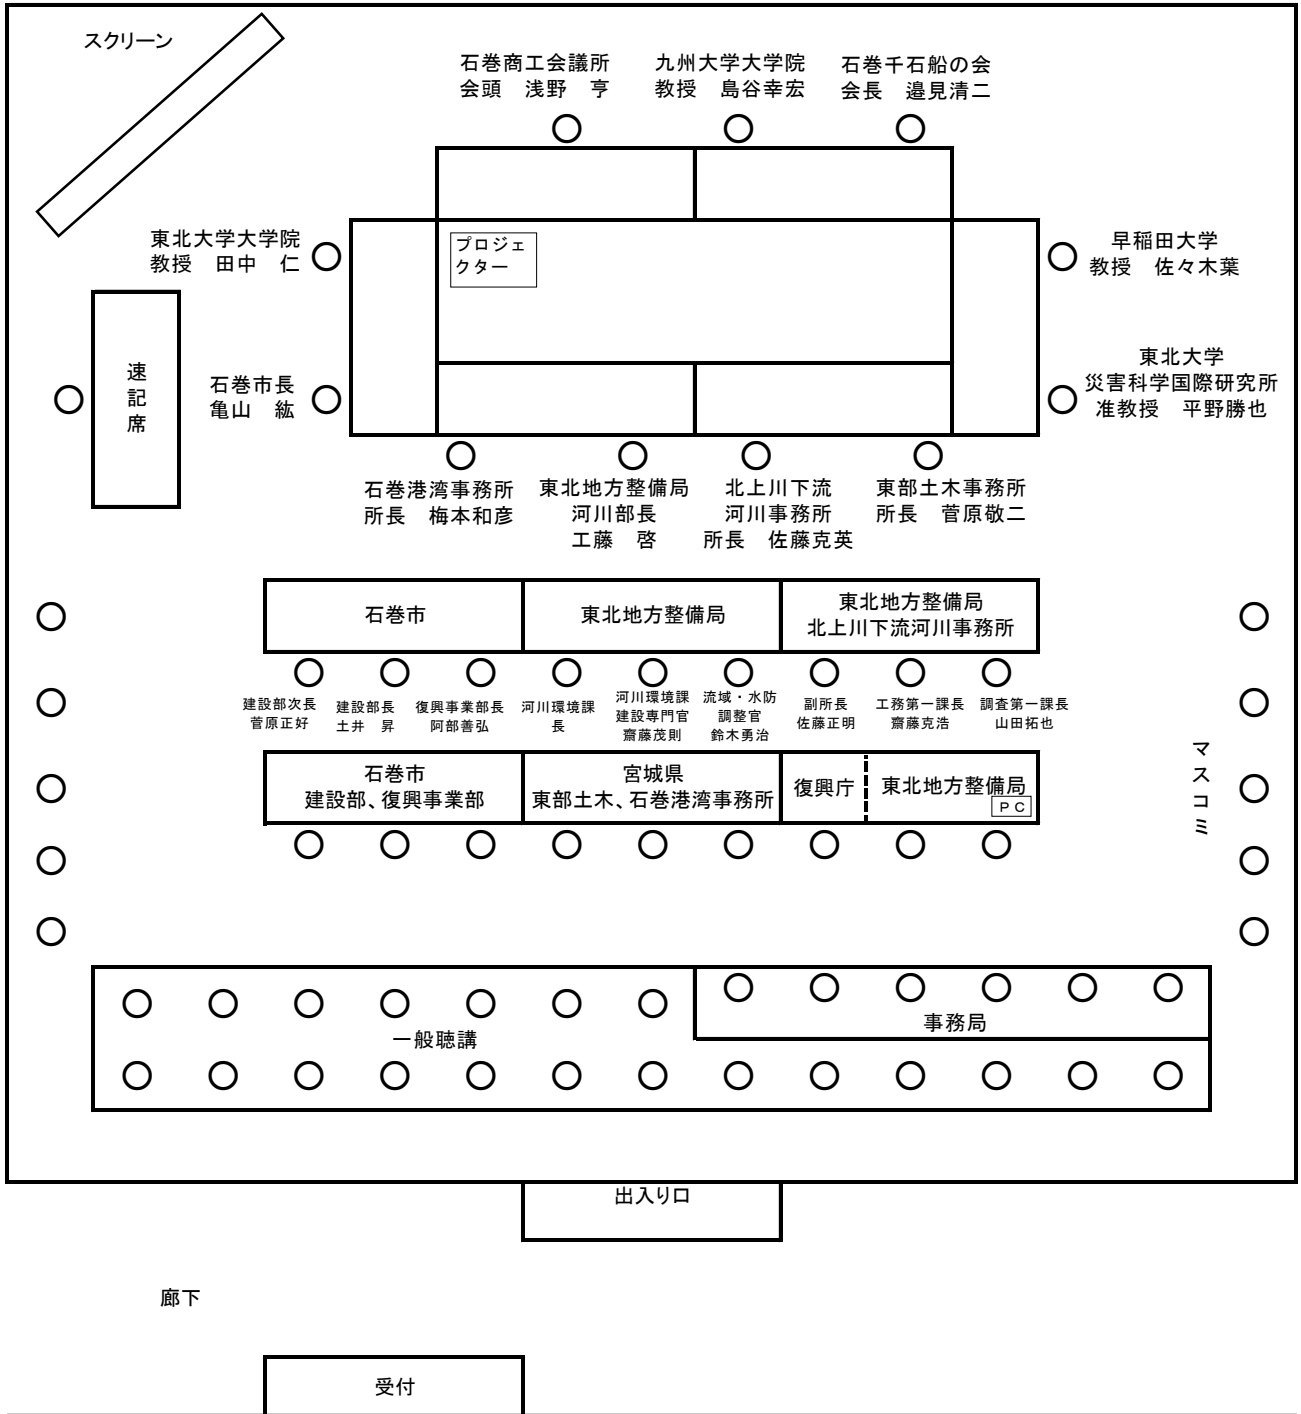 スクリーン
石巻商工会議所
会頭　浅野　亨
九州大学大学院
教授　島谷幸宏
石巻千石船の会
会長　邉見清二
東北大学大学院
教授　田中　仁
プロジェ
クター
早稲田大学
教授　佐々木葉
速記席
石巻市長
亀山　紘
東北大学
災害科学国際研究所
准教授　平野勝也
石巻港湾事務所
所長　梅本和彦
東北地方整備局
河川部長
工藤　啓
北上川下流
河川事務所
所長　佐藤克英
東部土木事務所
所長　菅原敬二
石巻市
東北地方整備局
東北地方整備局
北上川下流河川事務所
建設部次長
菅原正好
建設部長
土井　昇
復興事業部長
阿部善弘
河川環境課
長
河川環境課
建設専門官
齋藤茂則
流域・水防
調整官
鈴木勇治
副所長
佐藤正明
工務第一課長
齋藤克浩
調査第一課長
山田拓也
マスコミ
石巻市
建設部、復興事業部
宮城県
東部土木、石巻港湾事務所
復興庁
東北地方整備局
ＰＣ
事務局
一般聴講
出入り口
廊下
受付